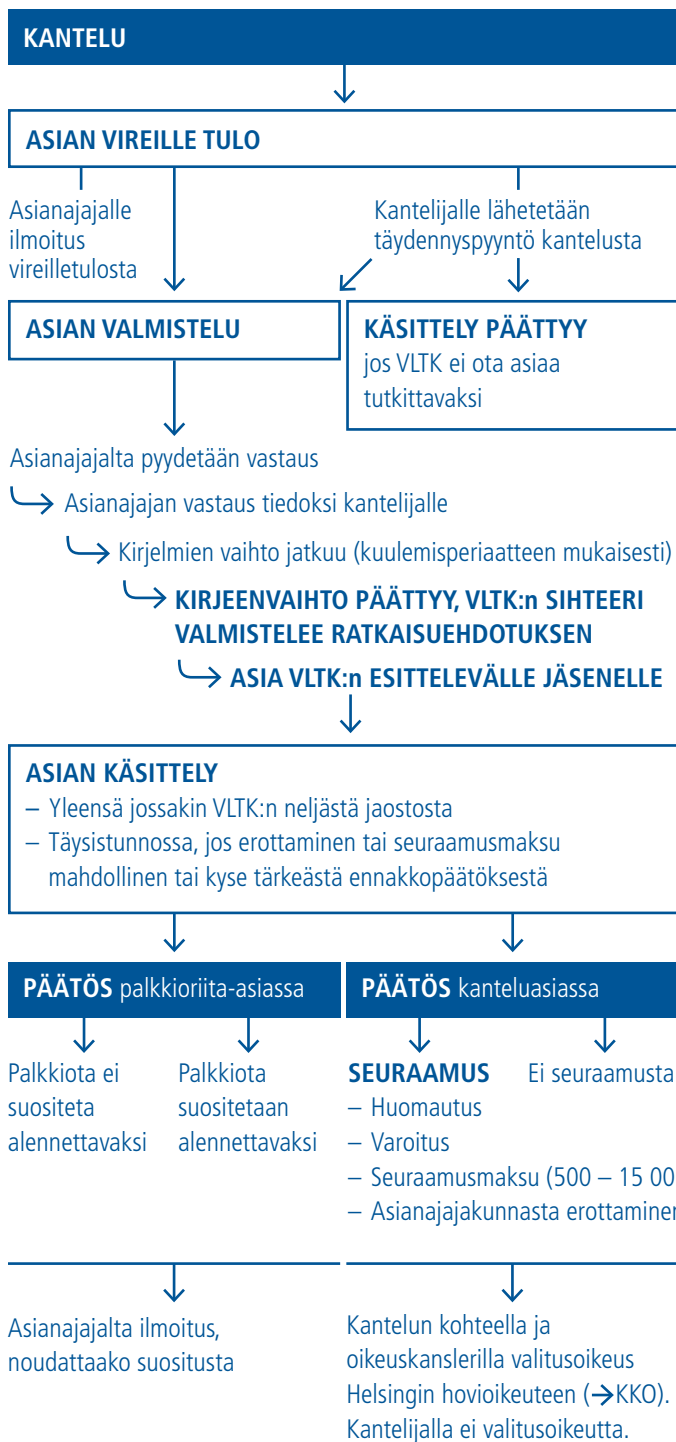 KANTELU
ASIAN VIREILLE TULO
Asianajajalle
ilmoitus
vireilletulosta
Kantelijalle lähetetään
täydennyspyyntö kantelusta
ASIAN VALMISTELU
KÄSITTELY PÄÄTTYY
jos VLTK ei ota asiaa
tutkittavaksi
Asianajajalta pyydetään vastaus
Asianajajan vastaus tiedoksi kantelijalle
Kirjelmien vaihto jatkuu (kuulemisperiaatteen mukaisesti)
KIRJEENVAIHTO PÄÄTTYY, VLTK:n SIHTEERI
VALMISTELEE RATKAISUEHDOTUKSEN
ASIA VLTK:n ESITTELEVÄLLE JÄSENELLE
ASIAN KÄSITTELY
– Yleensä jossakin VLTK:n neljästä jaostosta
– Täysistunnossa, jos erottaminen tai seuraamusmaksu
mahdollinen tai kyse tärkeästä ennakkopäätöksestä
PÄÄTÖS palkkioriita-asiassa
PÄÄTÖS kanteluasiassa
Palkkiota ei
suositeta
alennettavaksi
Palkkiota
suositetaan
alennettavaksi
SEURAAMUS
Ei seuraamusta
– Huomautus
– Varoitus
– Seuraamusmaksu (500 – 15 00
– Asianajajakunnasta erottaminen
Asianajajalta ilmoitus,
noudattaako suositusta
Kantelun kohteella ja
oikeuskanslerilla valitusoikeus
Helsingin hovioikeuteen (→KKO).
Kantelijalla ei valitusoikeutta.